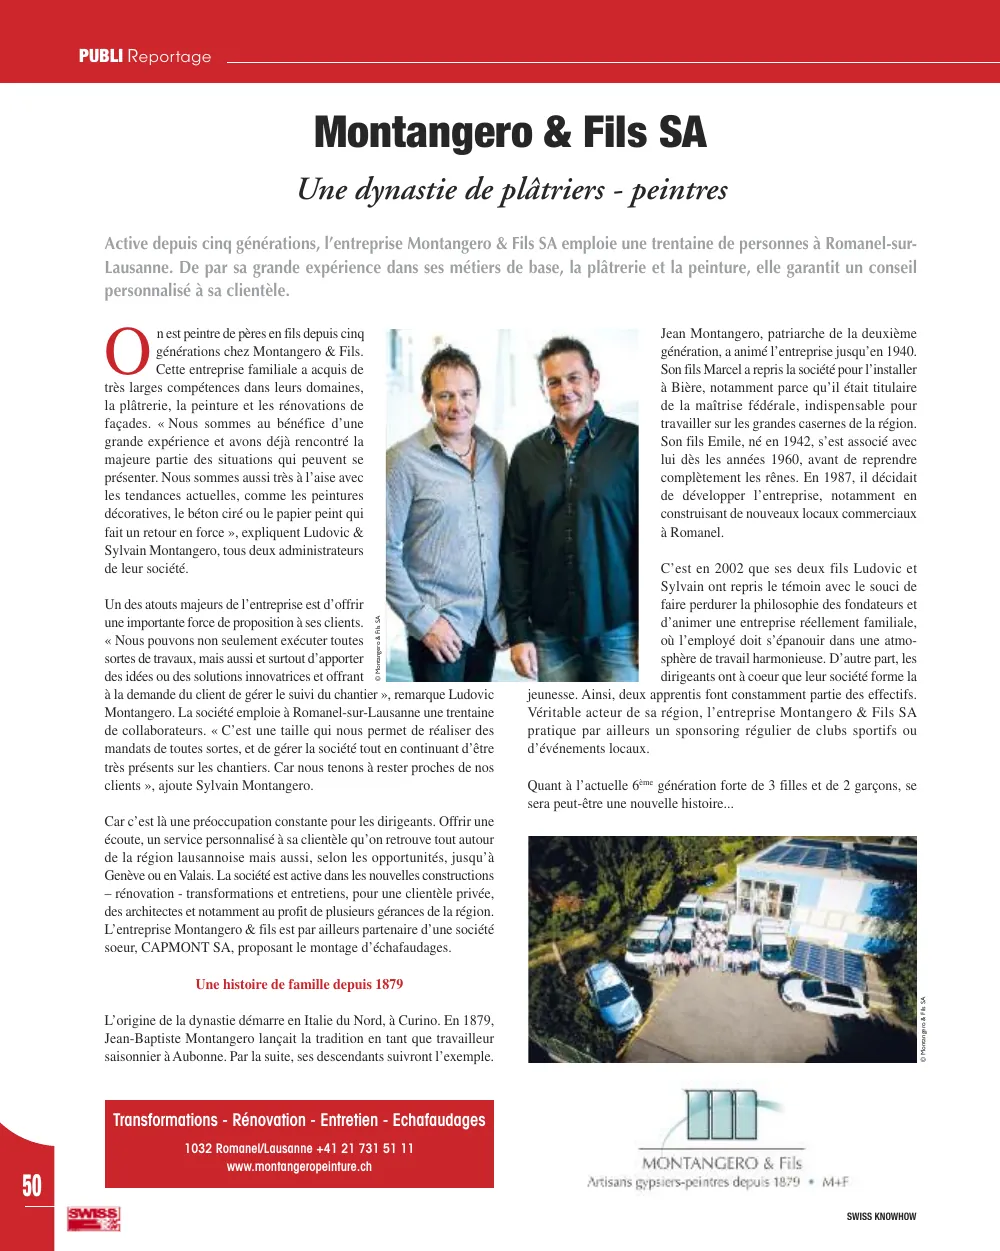 PUBLI Reportage
Montangero & Fils SA
Une dynastie de plâtriers - peintres
Active depuis cinq générations, l'entreprise Montangero & Fils SA emploie une trentaine de personnes à Romanel-sur-
Lausanne. De par sa grande expérience dans ses métiers de base, la plâtrerie et la peinture, elle garantit un conseil
personnalisé à sa clientèle.
On est peintre de pères en fils depuis cinq
générations chez Montangero & Fils.
Cette entreprise familiale a acquis de
très larges compétences dans leurs domaines,
la plâtrerie, la peinture et les rénovations de
façades. « Nous sommes au bénéfice d'une
grande expérience et avons déjà rencontré la
majeure partie des situations qui peuvent se
présenter. Nous sommes aussi très à l'aise avec
les tendances actuelles, comme les peintures
décoratives, le béton ciré ou le papier peint qui
fait un retour en force », expliquent Ludovic &
Sylvain Montangero, tous deux administrateurs
de leur société.
Un des atouts majeurs de l'entreprise est d'offrir
une importante force de proposition à ses clients.
« Nous pouvons non seulement exécuter toutes
sortes de travaux, mais aussi et surtout d'apporter
des idées ou des solutions innovatrices et offrant
à la demande du client de gérer le suivi du chantier », remarque Ludovic
Montangero. La société emploie à Romanel-sur-Lausanne une trentaine
de collaborateurs. « C'est une taille qui nous permet de réaliser des
mandats de toutes sortes, et de gérer la société tout en continuant d'être
très présents sur les chantiers. Car nous tenons à rester proches de nos
clients », ajoute Sylvain Montangero.
Car c'est là une préoccupation constante pour les dirigeants. Offrir une
écoute, un service personnalisé à sa clientèle qu'on retrouve tout autour
de la région lausannoise mais aussi, selon les opportunités, jusqu'à
Genève ou en Valais. La société est active dans les nouvelles constructions
– rénovation - transformations et entretiens, pour une clientèle privée,
des architectes et notamment au profit de plusieurs gérances de la région.
L'entreprise Montangero & fils est par ailleurs partenaire d'une société
soeur, CAPMONT SA, proposant le montage d'échafaudages.
Une histoire de famille depuis 1879
L'origine de la dynastie démarre en Italie du Nord, à Curino. En 1879,
Jean-Baptiste Montangero lançait la tradition en tant que travailleur
saisonnier à Aubonne. Par la suite, ses descendants suivront l'exemple.
© Montangero & Fils SA
Jean Montangero, patriarche de la deuxième
génération, a animé l'entreprise jusqu'en 1940.
Son fils Marcel a repris la société pour l'installer
à Bière, notamment parce qu'il était titulaire
de la maîtrise fédérale, indispensable pour
travailler sur les grandes casernes de la région.
Son fils Emile, né en 1942, s'est associé avec
lui dès les années 1960, avant de reprendre
complètement les rênes. En 1987, il décidait
de développer l'entreprise, notamment en
construisant de nouveaux locaux commerciaux
à Romanel.
C'est en 2002 que ses deux fils Ludovic et
Sylvain ont repris le témoin avec le souci de
faire perdurer la philosophie des fondateurs et
d'animer une entreprise réellement familiale,
où l'employé doit s'épanouir dans une atmo-
sphère de travail harmonieuse. D'autre part, les
dirigeants ont à coeur que leur société forme la
jeunesse. Ainsi, deux apprentis font constamment partie des effectifs.
Véritable acteur de sa région, l'entreprise Montangero & Fils SA
pratique par ailleurs un sponsoring régulier de clubs sportifs ou
d'événements locaux.
Quant à l'actuelle 6ème génération forte de 3 filles et de 2 garçons, se
sera peut-être une nouvelle histoire...
© Montangero & Fils SA
Transformations - Rénovation - Entretien - Echafaudages
1032 Romanel/Lausanne +41 21 731 51 11
www.montangeropeinture.ch
MONTANGERO & Fils
Artisans gypsiers-peintres depuis 1879 • M+F
50
SWISS
SWISS KNOWHOW